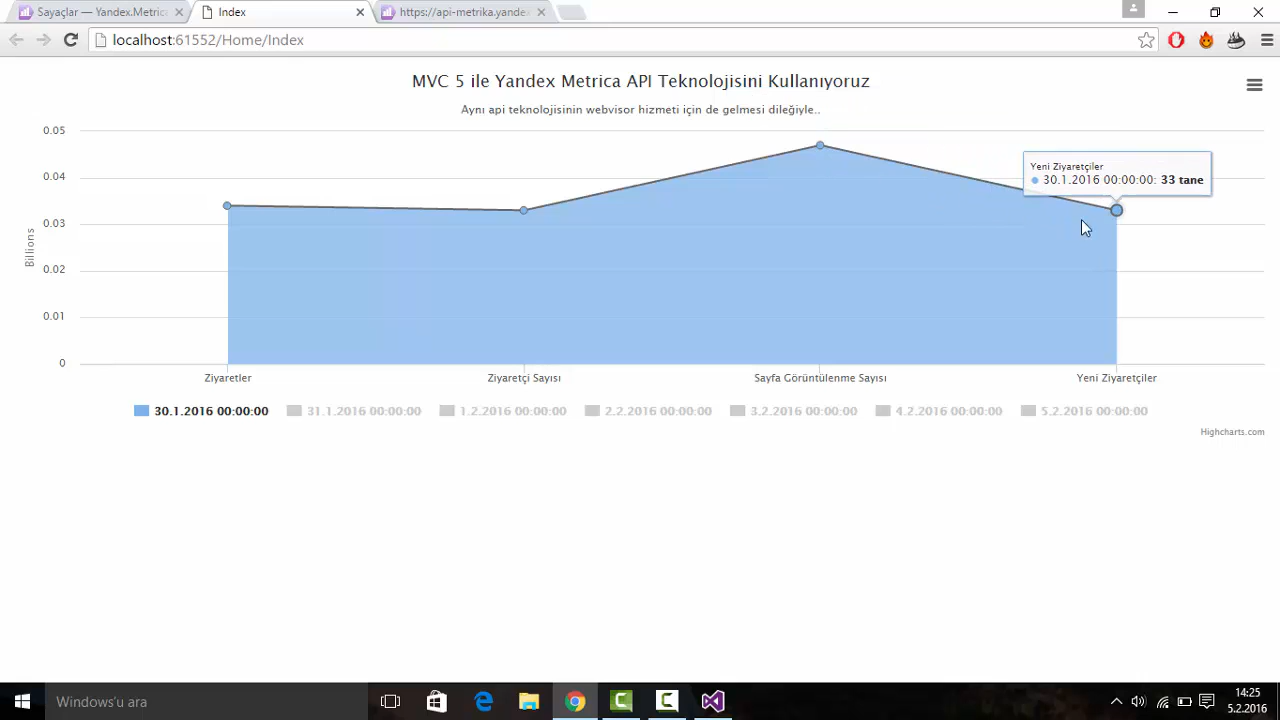 Sayaçlar — Yandex.Metric
Index
https://api-metrika.yandex
localhost:61552/Home/Index
MVC 5 ile Yandex Metrica API Teknolojisini Kullanıyoruz
Aynı api teknolojisinin webvisor hizmeti için de gelmesi dileğiyle..
0.05
0.04
0.03
0.02
0.01
0
Billions
Yeni Ziyaretçiler
30.1.2016 00:00:00: 33 tane
Ziyaretler
Ziyaretçi Sayısı
Sayfa Görüntülenme Sayısı
Yeni Ziyaretçiler
30.1.2016 00:00:00
31.1.2016 00:00:00
1.2.2016 00:00:00
2.2.2016 00:00:00
3.2.2016 00:00:00
4.2.2016 00:00:00
5.2.2016 00:00:00
Highcharts.com
Windows'u ara
14:25
5.2.2016